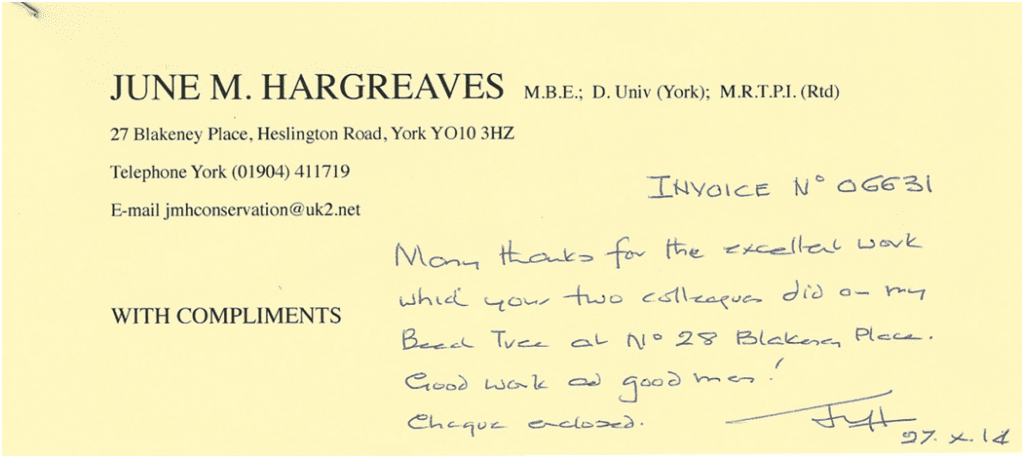 JUNE M. HARGREAVES M.B.E.; D. Univ (York); M.R.T.P.I. (Rtd)
27 Blakeney Place, Heslington Road, York YO10 3HZ
Telephone York (01904) 411719
E-mail jmhconservation@uk2.net
INVOICE Nº 06631
Many thanks for the excellent work
which your two colleagues did on my
Beech Tree at Nº 28 Blakeney Place.
Good work and good men!
Cheque enclosed.
27. X. 14
WITH COMPLIMENTS